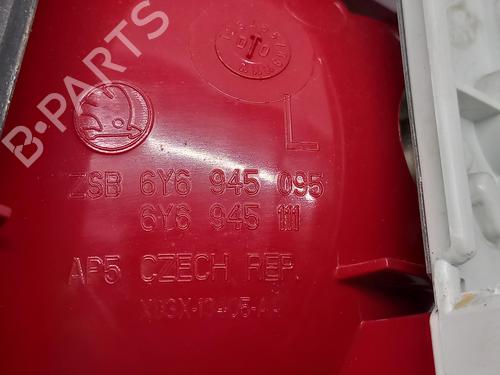 B-PARTS
L
ZSB 6Y6 945 095
6Y6 945 111
AP5 CZECH REP.